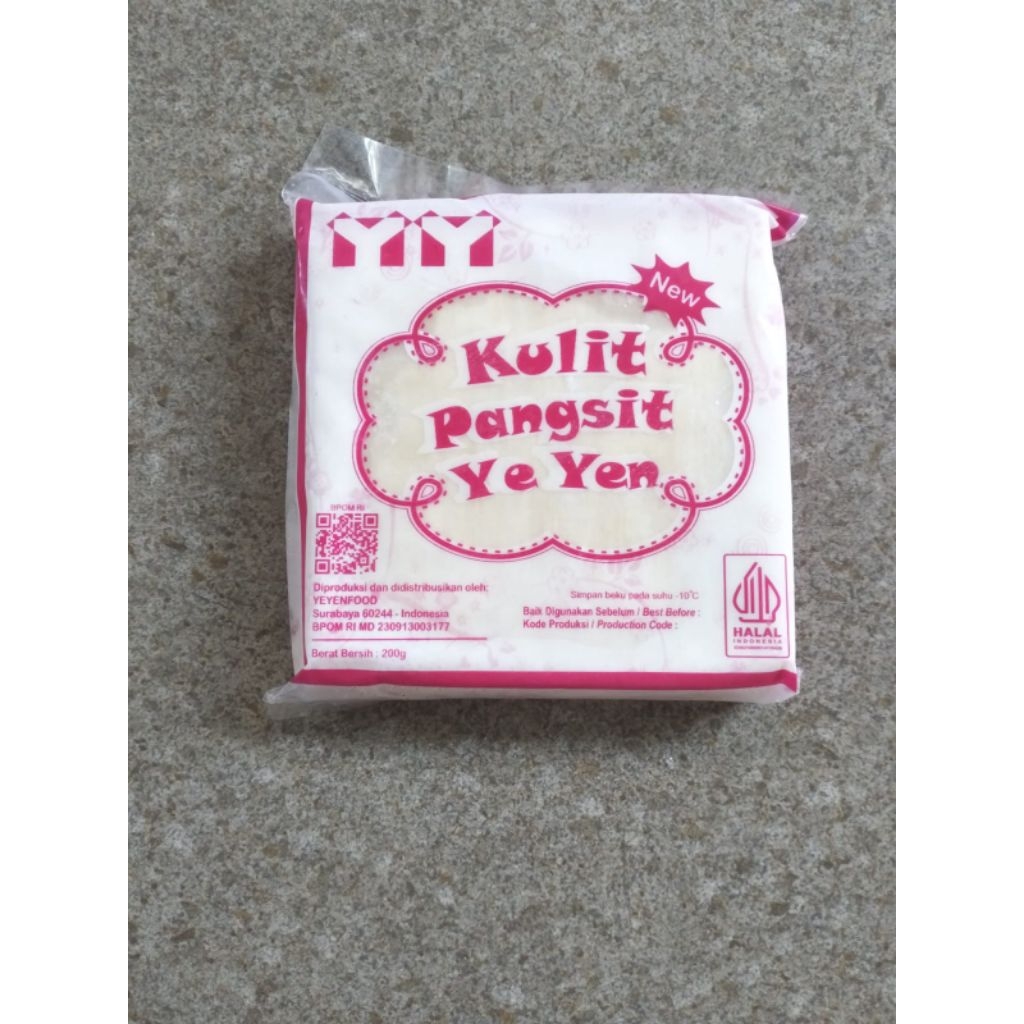 YY
New
Kulit
Pangsit
Ye Yen
BPOM RI
Diproduksi dan didistribusikan oleh:
YEYENFOOD
Surabaya 60244 - Indonesia
BPOM RI MD 230913003177
Berat Bersih : 200g
Simpan beku pada suhu -10°C
Baik Digunakan Sebelum / Best Before :
Kode Produksi / Production Code :
HALAL
INDONESIA